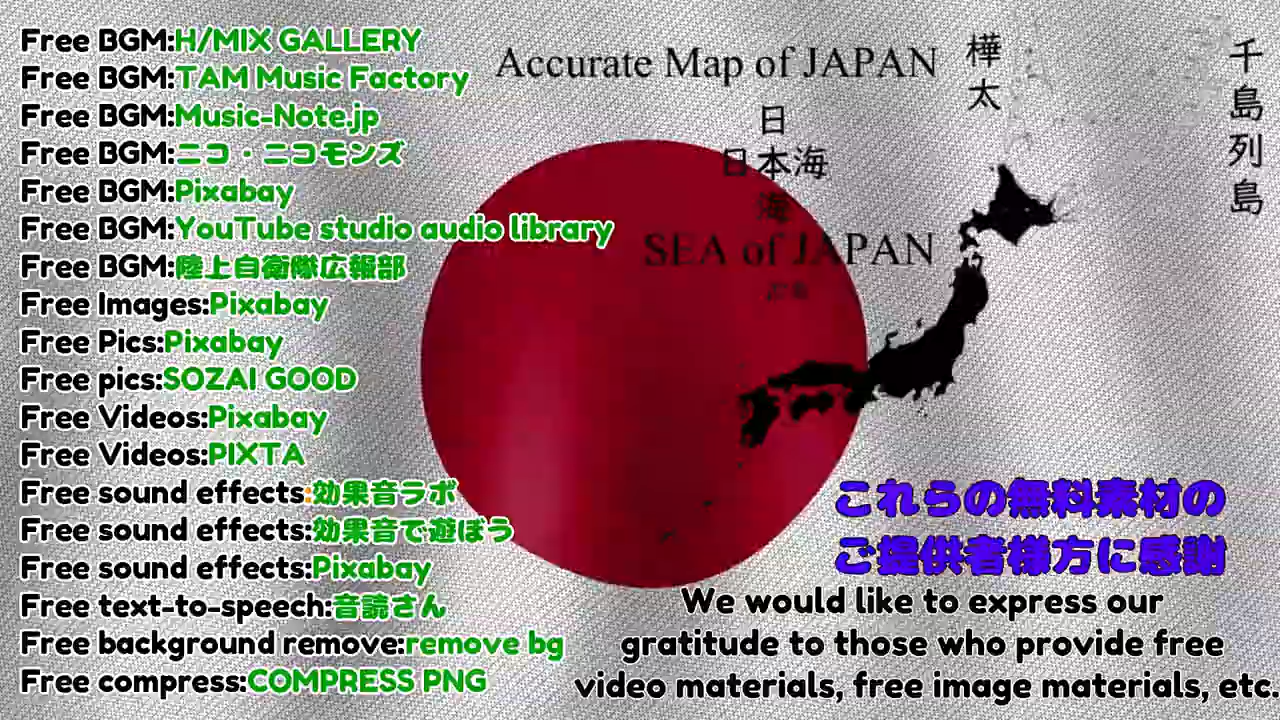 Free BGM:H/MIX GALLERY
Free BGM:TAM Music Factory
Free BGM:Music-Note.jp
Free BGM:ニコ・ニコモンズ
Free BGM:Pixabay
Free BGM:YouTube studio audio library
Free BGM:陸上自衛隊広報部
Free Images:Pixabay
Free Pics:Pixabay
Free pics:SOZAI GOOD
Free Videos:Pixabay
Free Videos:PIXTA
Free sound effects:効果音ラボ
Free sound effects:効果音で遊ぼう
Free sound effects:Pixabay
Free text-to-speech:音読さん
Free background remove:remove bg
Free compress:COMPRESS PNG
Accurate Map of JAPAN
樺太
千島列島
日
日本海
海
SEA of JAPAN
これらの無料素材の
ご提供者様方に感謝
We would like to express our
gratitude to those who provide free
video materials, free image materials, etc.